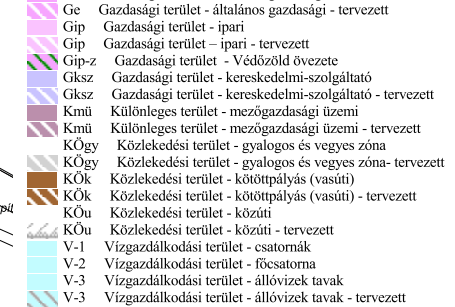 Ge Gazdasági terület - általános gazdasági - tervezett
Gip Gazdasági terület - ipari
Gip Gazdasági terület – ipari - tervezett
Gip-z Gazdasági terület - Védőzöld övezete
Gksz Gazdasági terület - kereskedelmi-szolgáltató
Gksz Gazdasági terület - kereskedelmi-szolgáltató - tervezett
Kmü Különleges terület - mezőgazdasági üzemi
Kmü Különleges terület - mezőgazdasági üzemi - tervezett
KÖgy Közlekedési terület - gyalogos és vegyes zóna
KÖgy Közlekedési terület - gyalogos és vegyes zóna- tervezett
KÖk Közlekedési terület - kötöttpályás (vasúti)
KÖk Közlekedési terület - kötöttpályás (vasúti) - tervezett
KÖu Közlekedési terület - közúti
KÖu Közlekedési terület - közúti - tervezett
V-1 Vízgazdálkodási terület - csatornák
V-2 Vízgazdálkodási terület - főcsatorna
V-3 Vízgazdálkodási terület - állóvizek tavak
V-3 Vízgazdálkodási terület - állóvizek tavak - tervezett